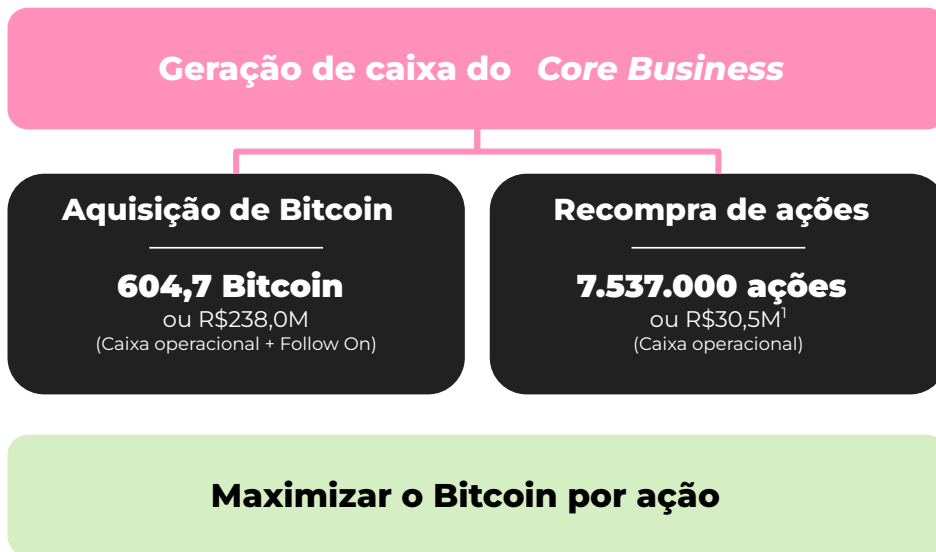 Geração de caixa do Core Business
Aquisição de Bitcoin
604,7 Bitcoin
ou R$238,0M
(Caixa operacional + Follow On)
Recompra de ações
7.537.000 ações
ou R$30,5M¹
(Caixa operacional)
Maximizar o Bitcoin por ação